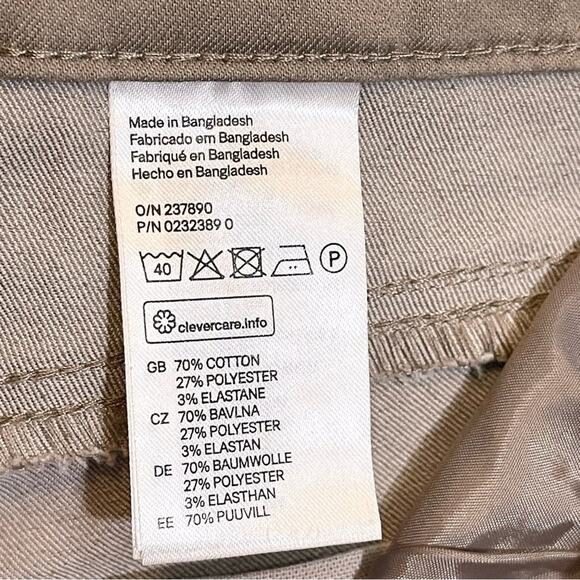 Made in Bangladesh
Fabricado em Bangladesh
Fabriqué en Bangladesh
Hecho en Bangladesh
O/N 237890
P/N 0232389 0
40 P
clevercare.info
GB 70% COTTON
27% POLYESTER
3% ELASTANE
CZ 70% BAVLNA
27% POLYESTER
3% ELASTAN
DE 70% BAUMWOLLE
27% POLYESTER
3% ELASTHAN
EE 70% PUUVILL